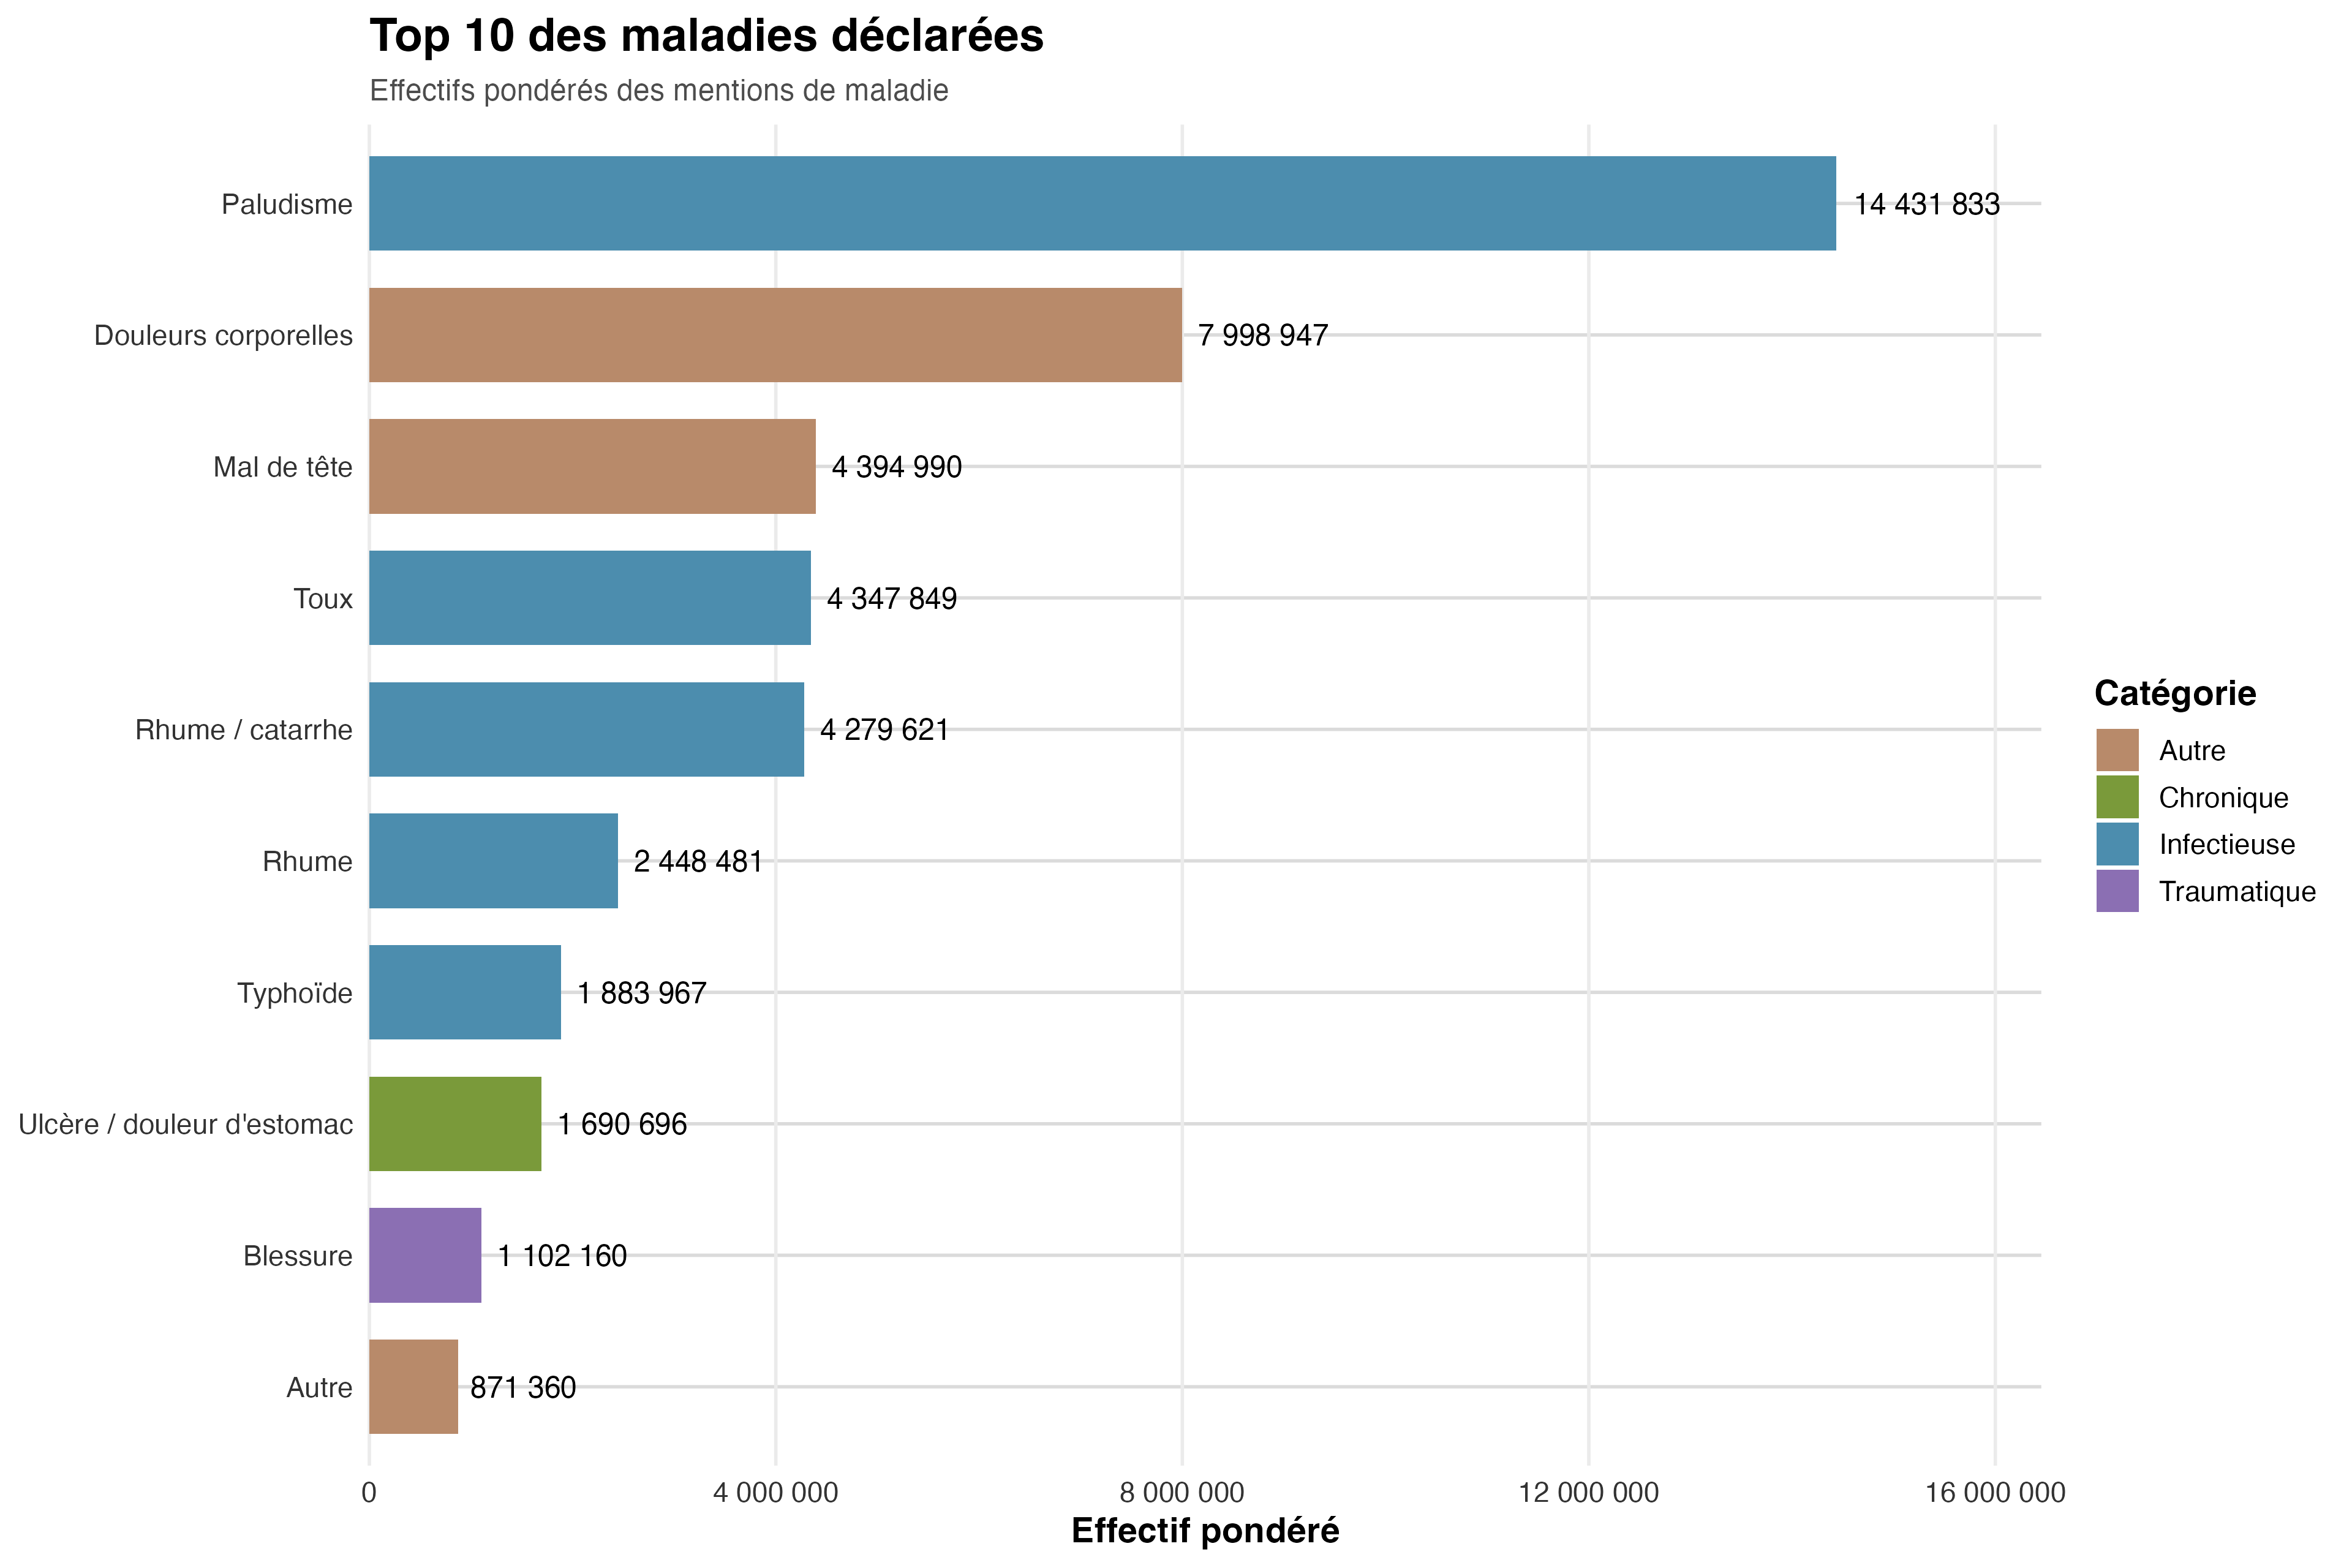 Top 10 des maladies déclarées
Effectifs pondérés des mentions de maladie
Paludisme 14 431 833
Douleurs corporelles 7 998 947
Mal de tête 4 394 990
Toux 4 347 849
Rhume / catarrhe 4 279 621
Rhume 2 448 481
Typhoïde 1 883 967
Ulcère / douleur d'estomac 1 690 696
Blessure 1 102 160
Autre 871 360
0 4 000 000 8 000 000 12 000 000 16 000 000
Effectif pondéré
Catégorie
Autre
Chronique
Infectieuse
Traumatique